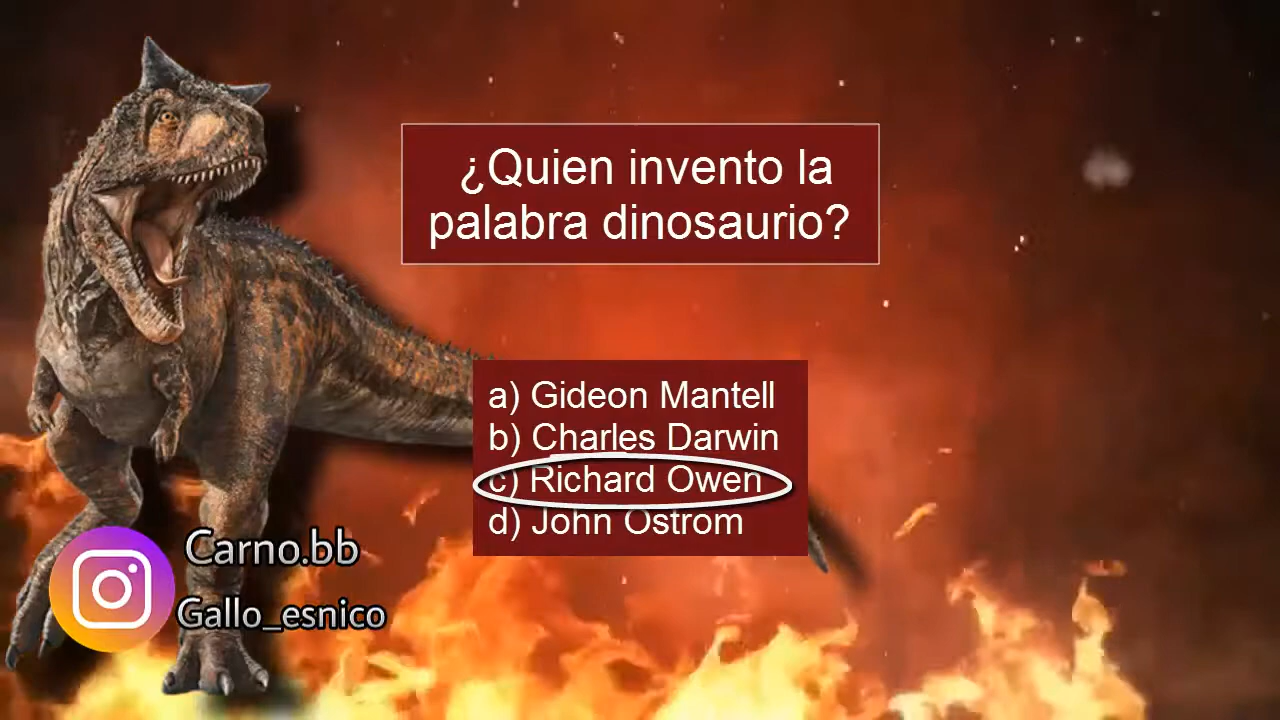 ¿Quien invento la
palabra dinosaurio?
a) Gideon Mantell
b) Charles Darwin
c) Richard Owen
d) John Ostrom
Carno.bb
Gallo_esnico